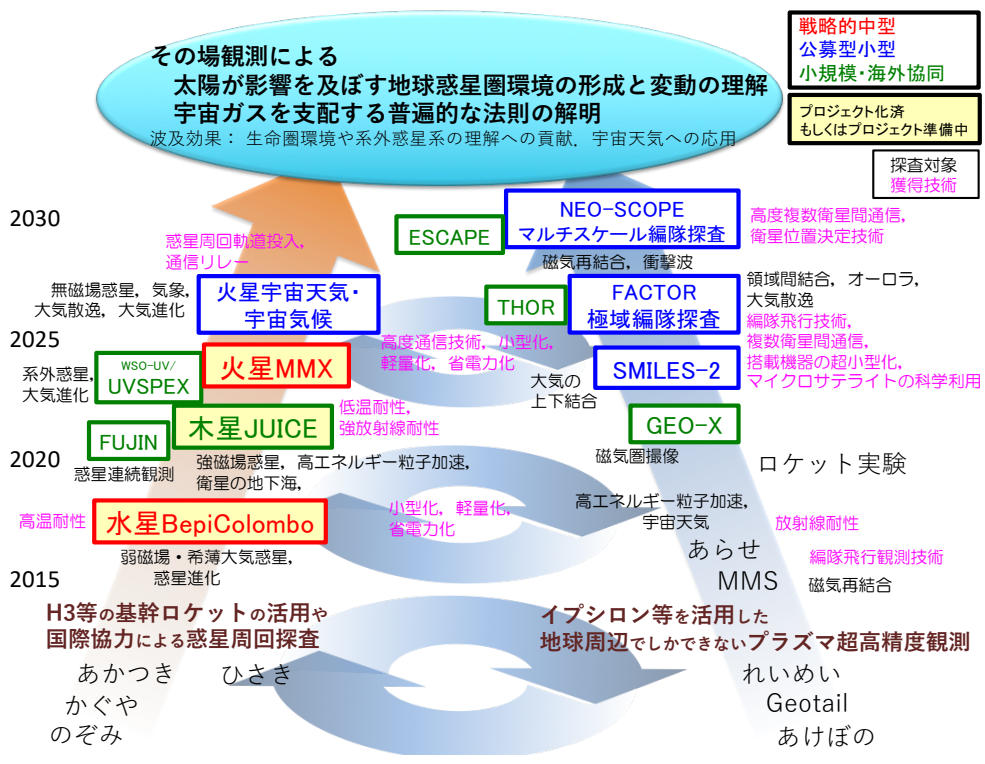 戦略的中型
公募型小型
小規模・海外協同
プロジェクト化済
もしくはプロジェクト準備中
探査対象
獲得技術
その場観測による
太陽が影響を及ぼす地球惑星圏環境の形成と変動の理解
宇宙ガスを支配する普遍的な法則の解明
波及効果： 生命圏環境や系外惑星系の理解への貢献，宇宙天気への応用
2030
惑星周回軌道投入，
通信リレー
ESCAPE
NEO-SCOPE
マルチスケール編隊探査
高度複数衛星間通信，
衛星位置決定技術
磁気再結合，衝撃波
無磁場惑星，気象，
大気散逸，大気進化
火星宇宙天気・
宇宙気候
THOR
FACTOR
極域編隊探査
領域間結合，オーロラ，
大気散逸
編隊飛行技術，
複数衛星間通信，
搭載機器の超小型化，
マイクロサテライトの科学利用
2025
系外惑星，
大気進化
WSO-UV/
UVSPEX
火星MMX
高度通信技術，小型化，
軽量化，省電力化
大気の
上下結合
SMILES-2
FUJIN
惑星連続観測
木星JUICE
低温耐性，
強放射線耐性
強磁場惑星，高エネルギー粒子加速，
衛星の地下海，
GEO-X
磁気圏撮像
2020
ロケット実験
高温耐性
水星BepiColombo
小型化，軽量化，
省電力化
弱磁場・希薄大気惑星，
惑星進化
高エネルギー粒子加速，
宇宙天気
放射線耐性
あらせ
編隊飛行観測技術
MMS
磁気再結合
2015
H3等の基幹ロケットの活用や
国際協力による惑星周回探査
イプシロン等を活用した
地球周辺でしかできないプラズマ超高精度観測
あかつき
ひさき
かぐや
のぞみ
れいめい
Geotail
あけぼの